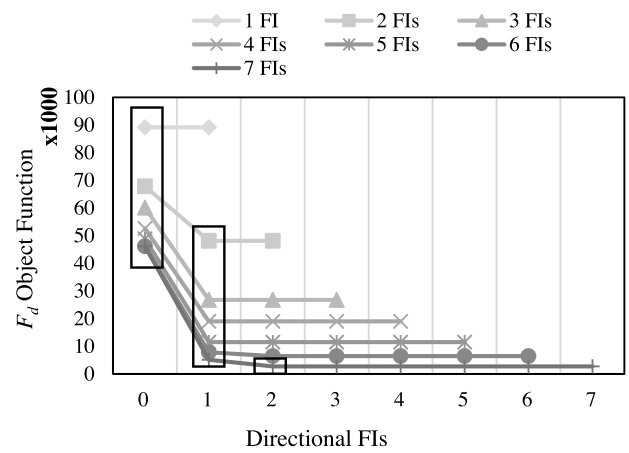 1 FI 2 FIs 3 FIs
4 FIs 5 FIs 6 FIs
7 FIs
x1000
F_d Object Function
100
90
80
70
60
50
40
30
20
10
0
0 1 2 3 4 5 6 7
Directional FIs